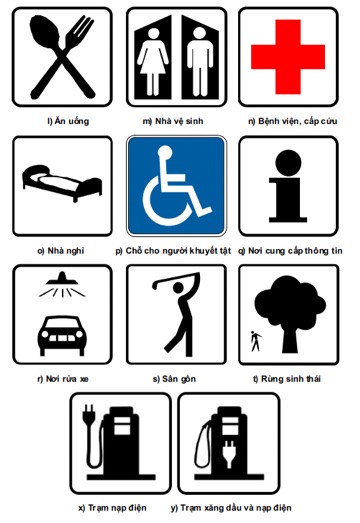 l) Ăn uống
m) Nhà vệ sinh
n) Bệnh viện, cấp cứu
o) Nhà nghỉ
p) Chỗ cho người khuyết tật
q) Nơi cung cấp thông tin
r) Nơi rửa xe
s) Sân gôn
t) Rừng sinh thái
x) Trạm nạp điện
y) Trạm xăng dầu và nạp điện